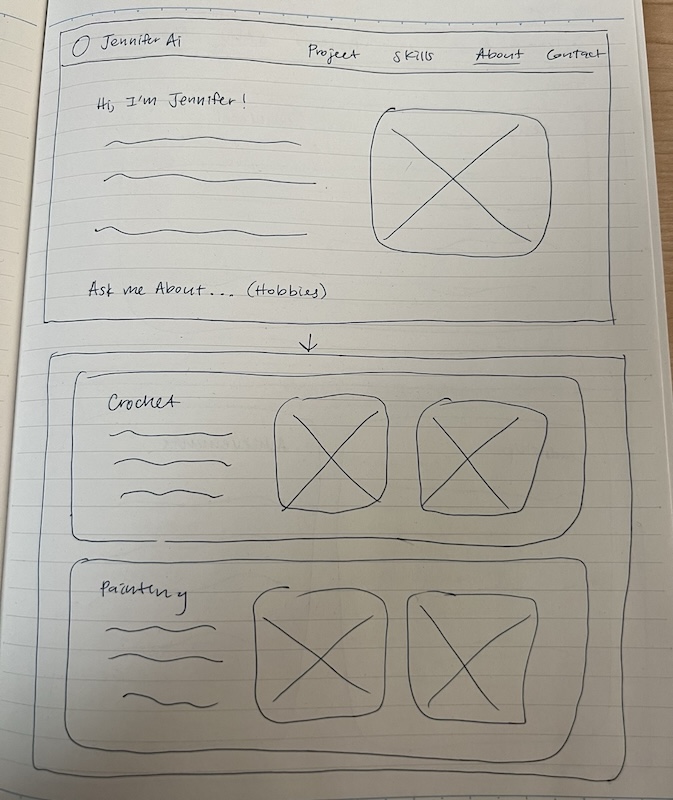 Jennifer Ai
Project Skills About Contact
Hi, I'm Jennifer!
Ask me About... (Hobbies)
Crochet
Painting